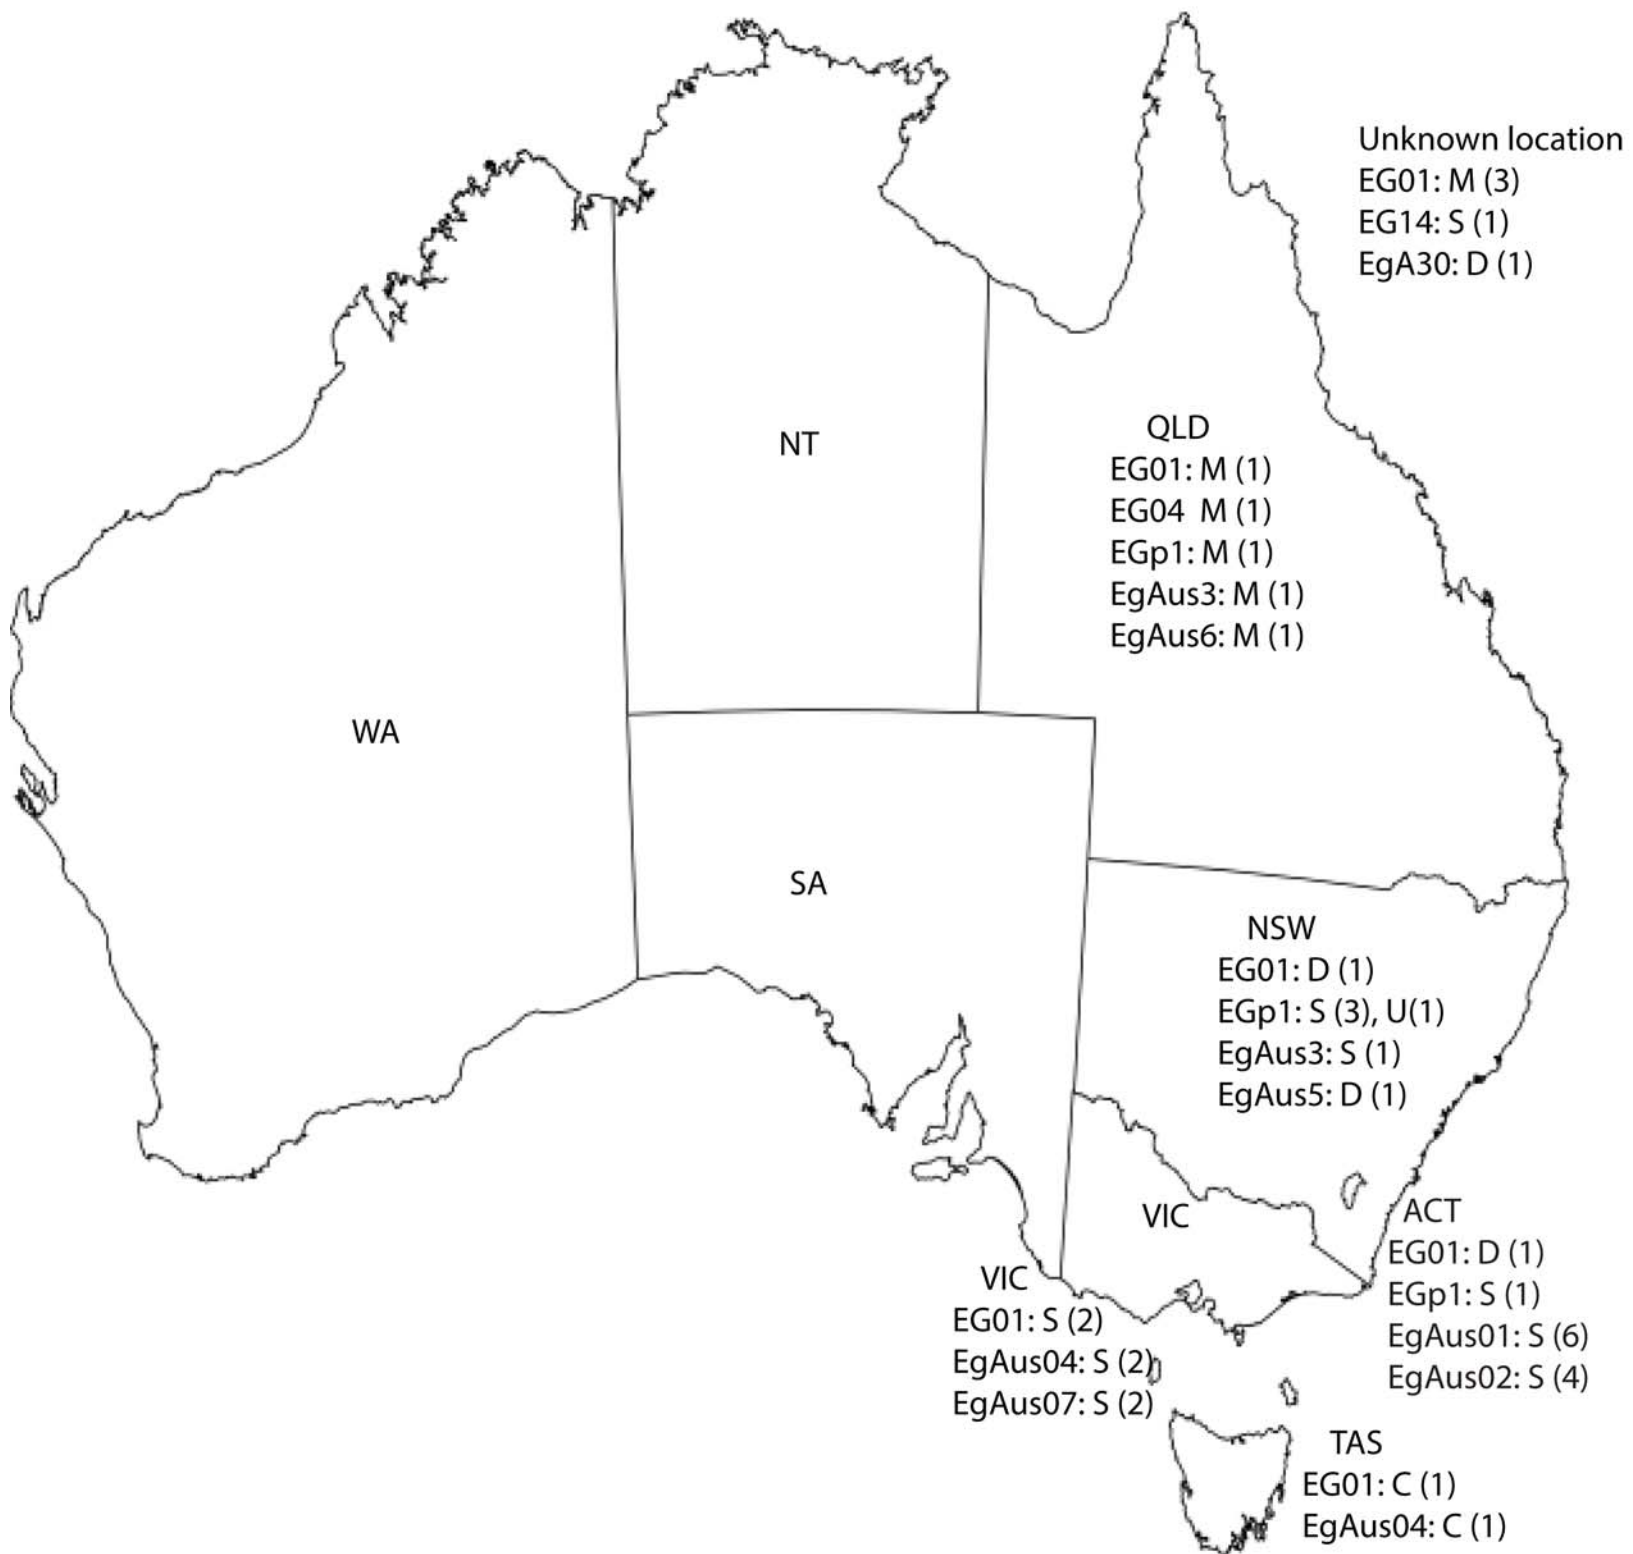 Unknown location
EG01: M (3)
EG14: S (1)
EgA30: D (1)
NT
QLD
EG01: M (1)
EG04  M (1)
EGp1: M (1)
EgAus3: M (1)
EgAus6: M (1)
WA
SA
NSW
EG01: D (1)
EGp1: S (3), U(1)
EgAus3: S (1)
EgAus5: D (1)
VIC
ACT
EG01: D (1)
EGp1: S (1)
EgAus01: S (6)
EgAus02: S (4)
VIC
EG01: S (2)
EgAus04: S (2)
EgAus07: S (2)
TAS
EG01: C (1)
EgAus04: C (1)